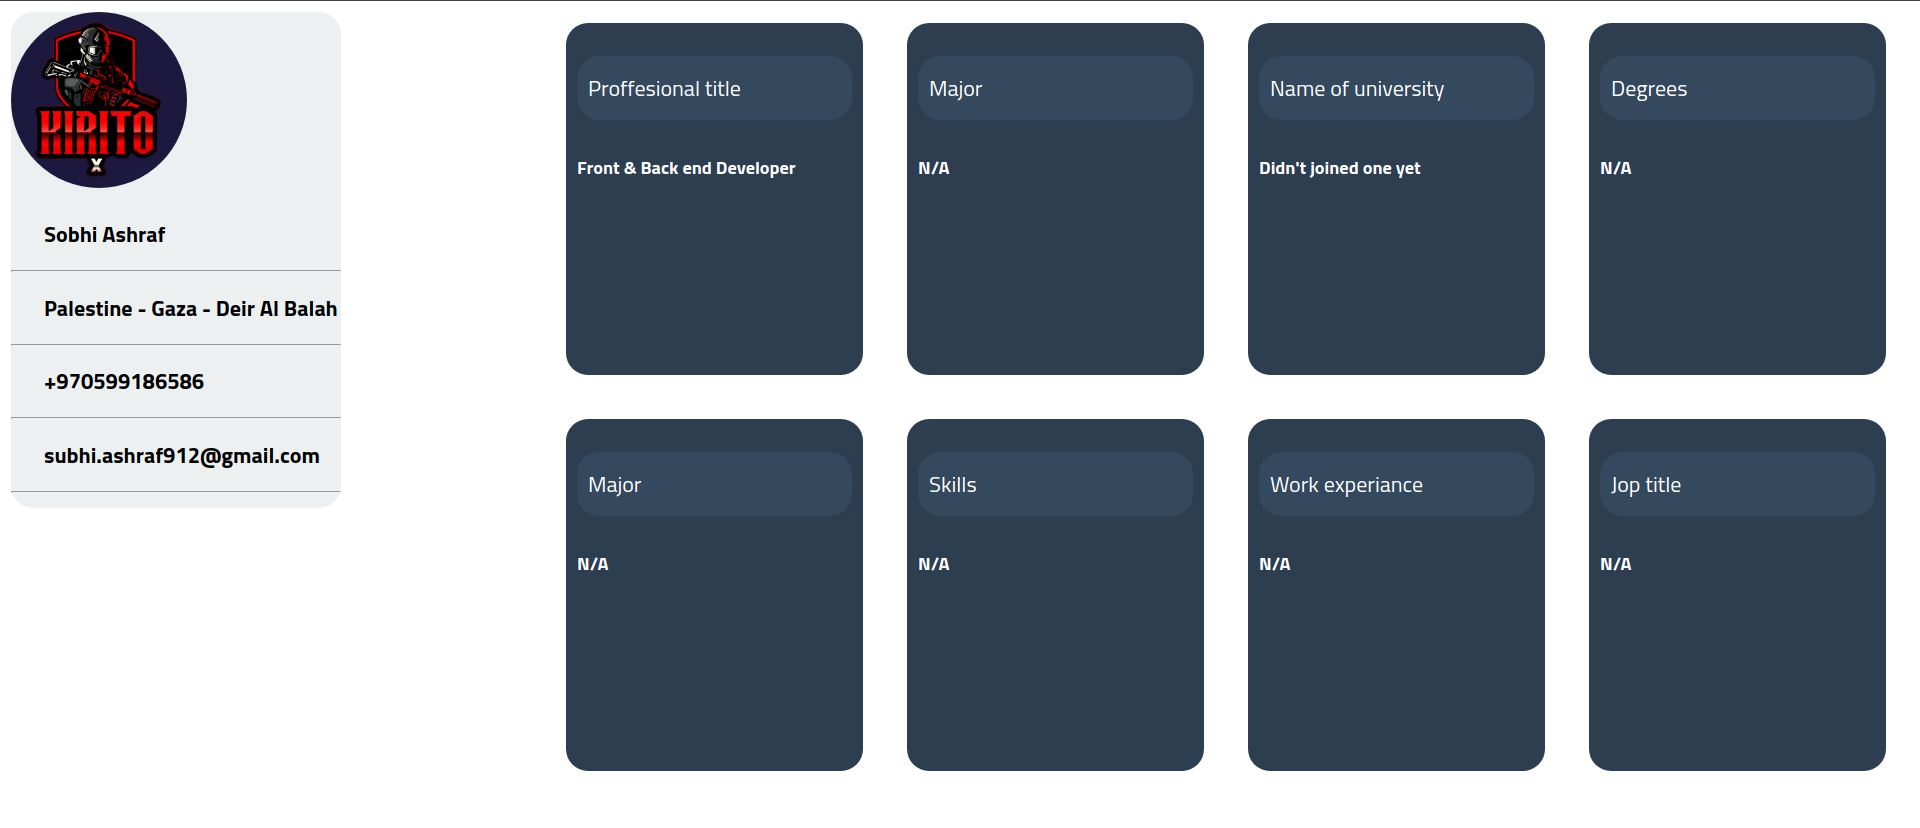 KIRITO
X
Sobhi Ashraf
Palestine - Gaza - Deir Al Balah
+970599186586
subhi.ashraf912@gmail.com
Proffesional title
Front & Back end Developer
Major
N/A
Name of university
Didn't joined one yet
Degrees
N/A
Major
N/A
Skills
N/A
Work experiance
N/A
Jop title
N/A